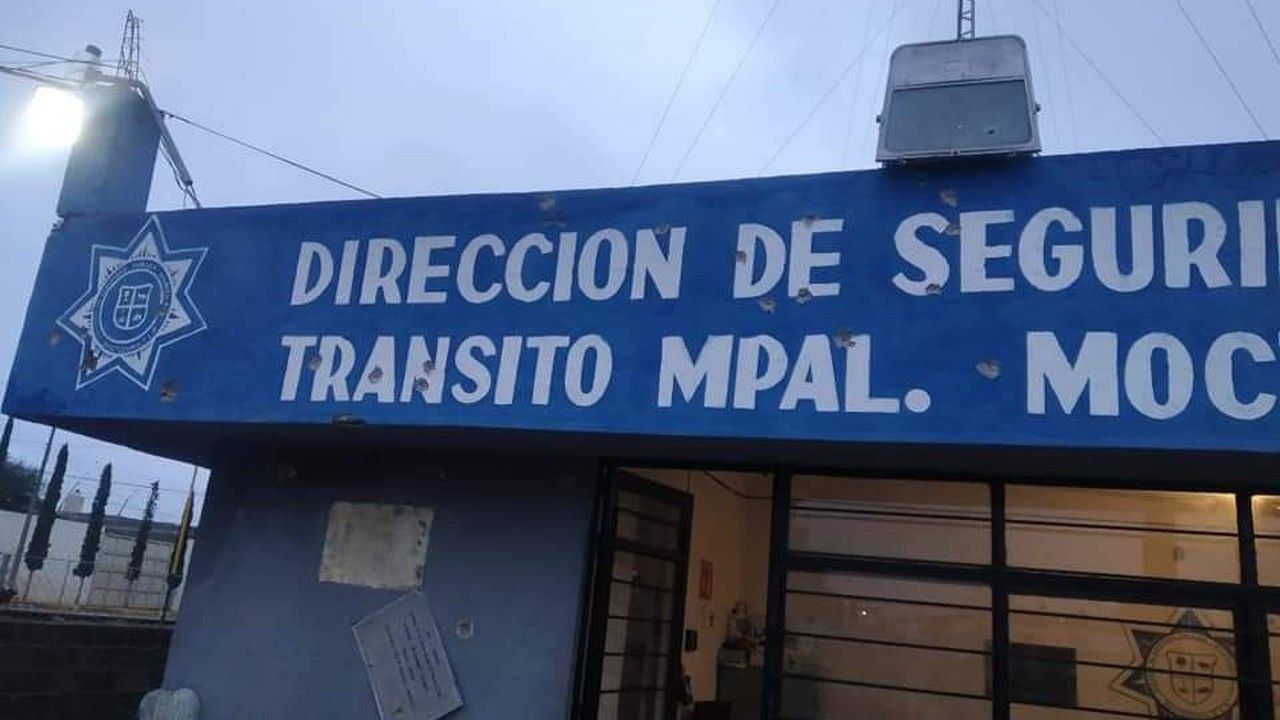 DIRECCION DE SEGURI
TRANSITO MPAL. MOC